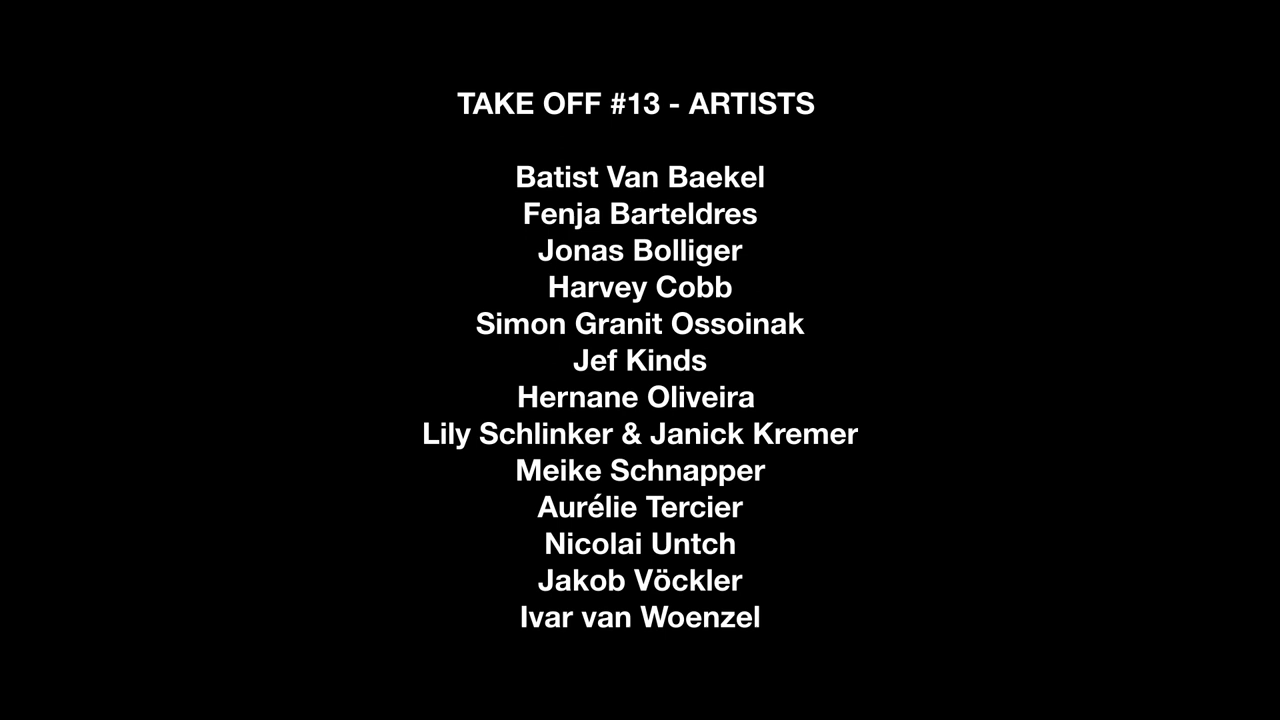 TAKE OFF #13 - ARTISTS
Batist Van Baekel
Fenja Barteldres
Jonas Bolliger
Harvey Cobb
Simon Granit Ossoinak
Jef Kinds
Hernane Oliveira
Lily Schlinker & Janick Kremer
Meike Schnapper
Aurélie Tercier
Nicolai Untch
Jakob Vöckler
Ivar van Woenzel